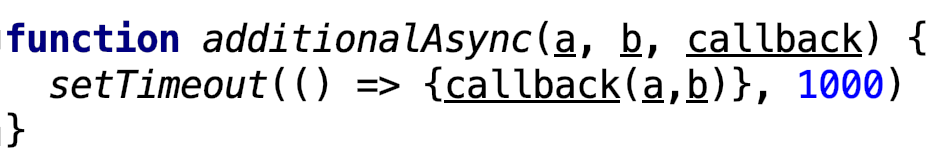 function additionalAsync(a, b, callback) {
setTimeout(() => {callback(a,b)}, 1000)
}